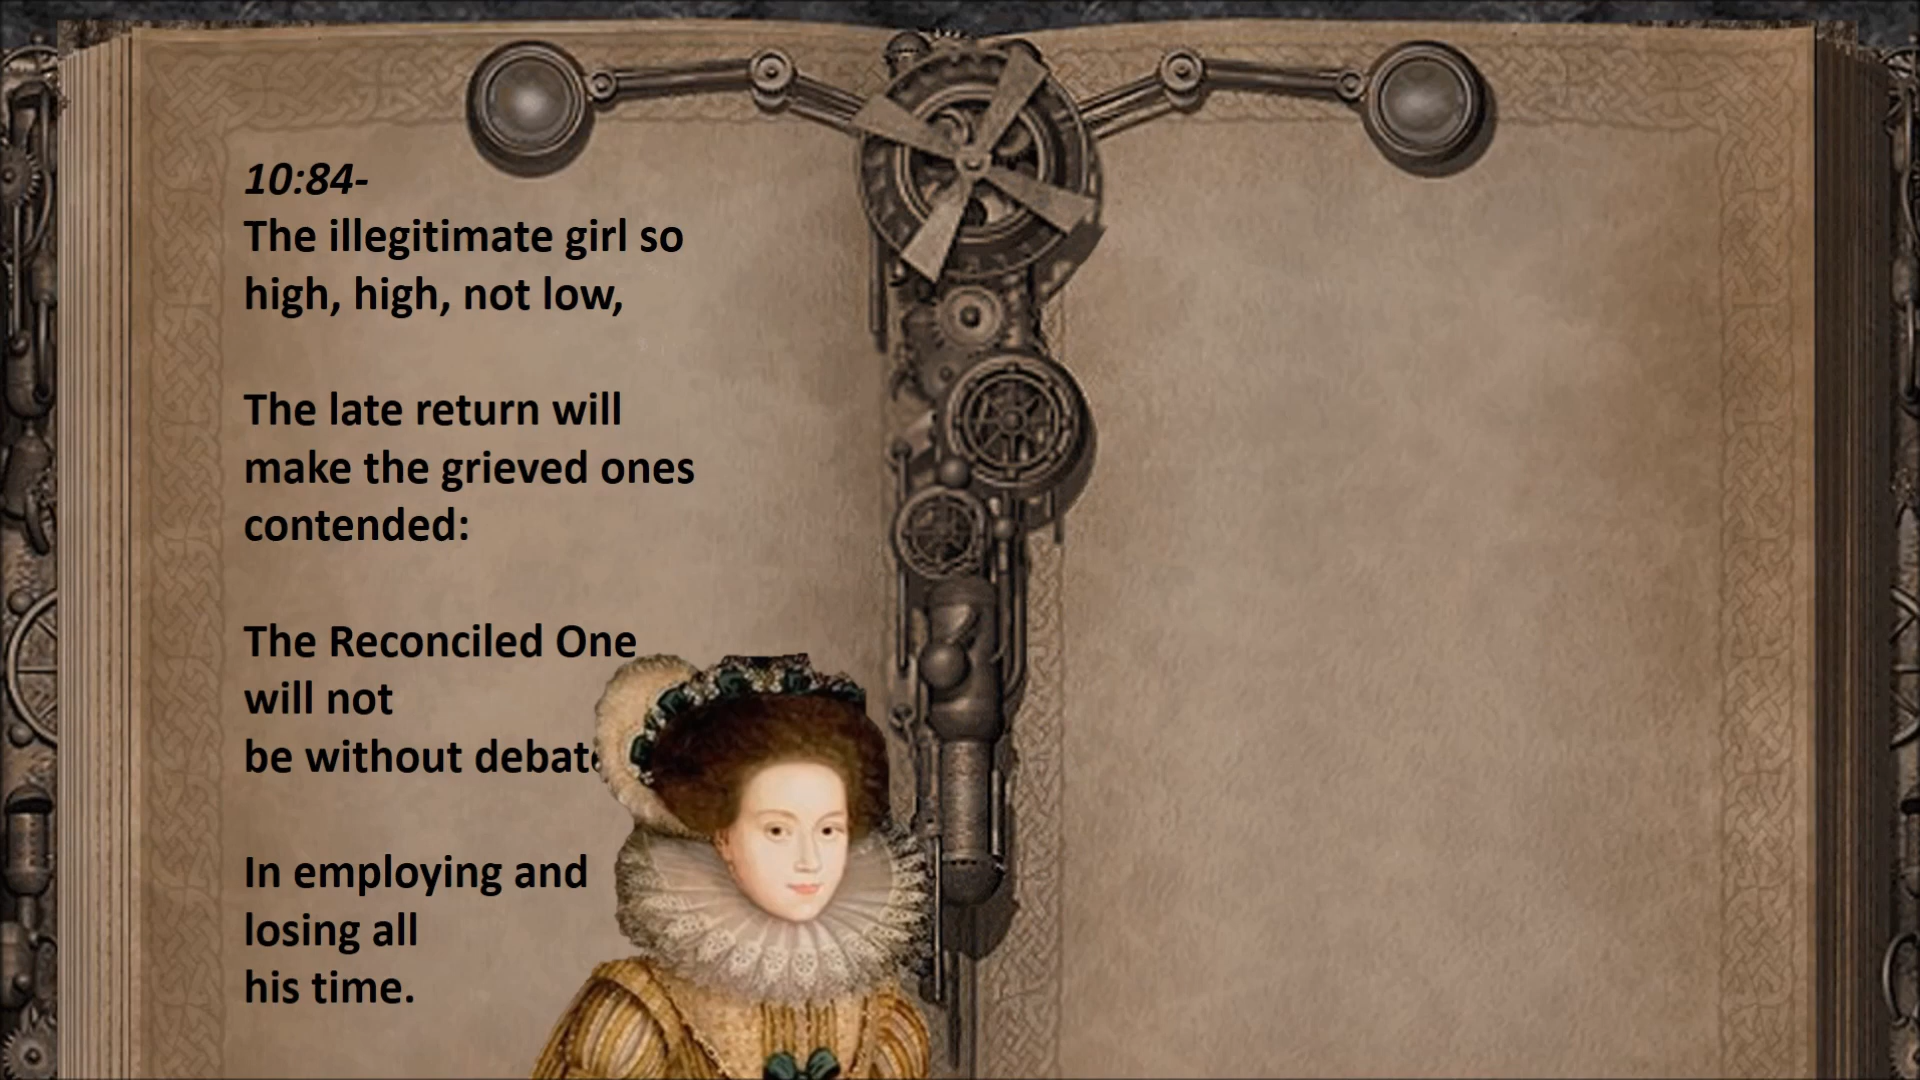 10:84-
The illegitimate girl so
high, high, not low,
The late return will
make the grieved ones
contended:
The Reconciled One
will not
be without debate
In employing and
losing all
his time.